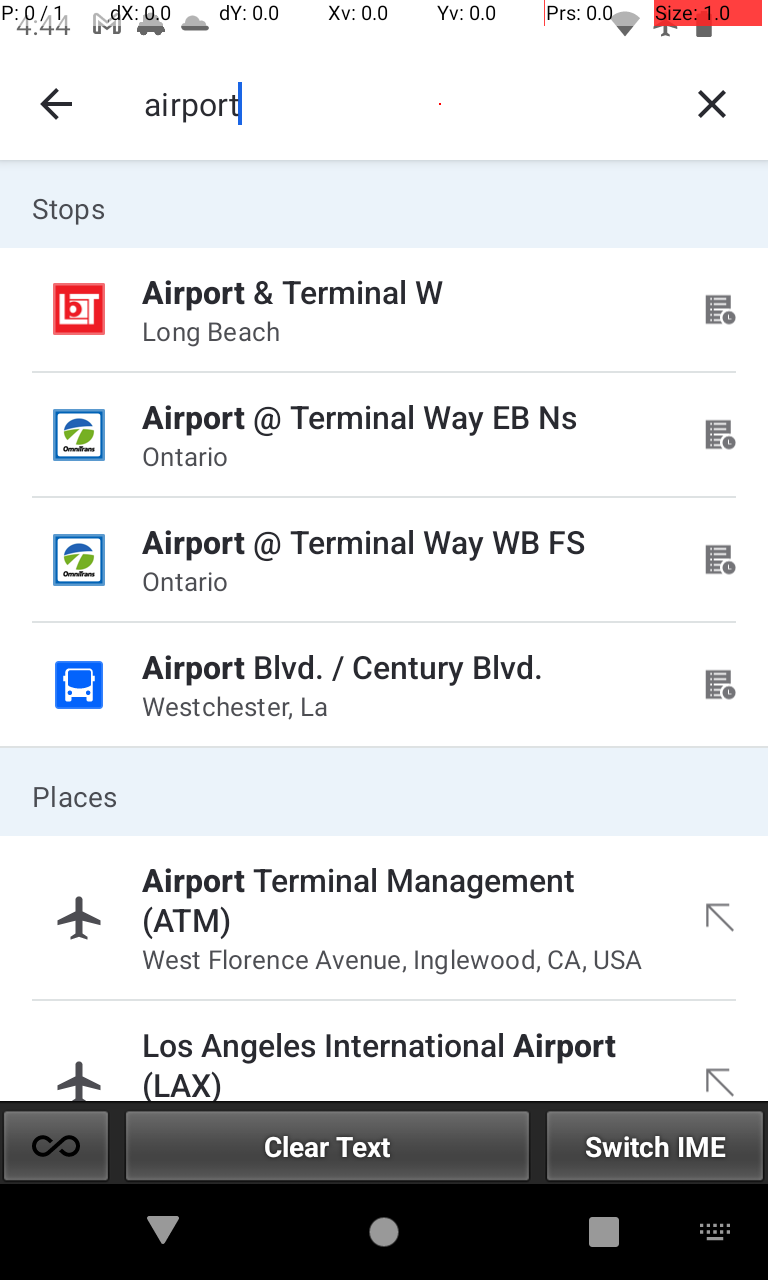 P: 0 / 1 dX: 0.0 dY: 0.0 Xv: 0.0 Yv: 0.0 Prs: 0.0 Size: 1.0
4:44
airport
Stops
Airport & Terminal W
Long Beach
Airport @ Terminal Way EB Ns
Ontario
OmniTrans
Airport @ Terminal Way WB FS
Ontario
OmniTrans
Airport Blvd. / Century Blvd.
Westchester, La
Places
Airport Terminal Management
(ATM)
West Florence Avenue, Inglewood, CA, USA
Los Angeles International Airport
(LAX)
Clear Text
Switch IME